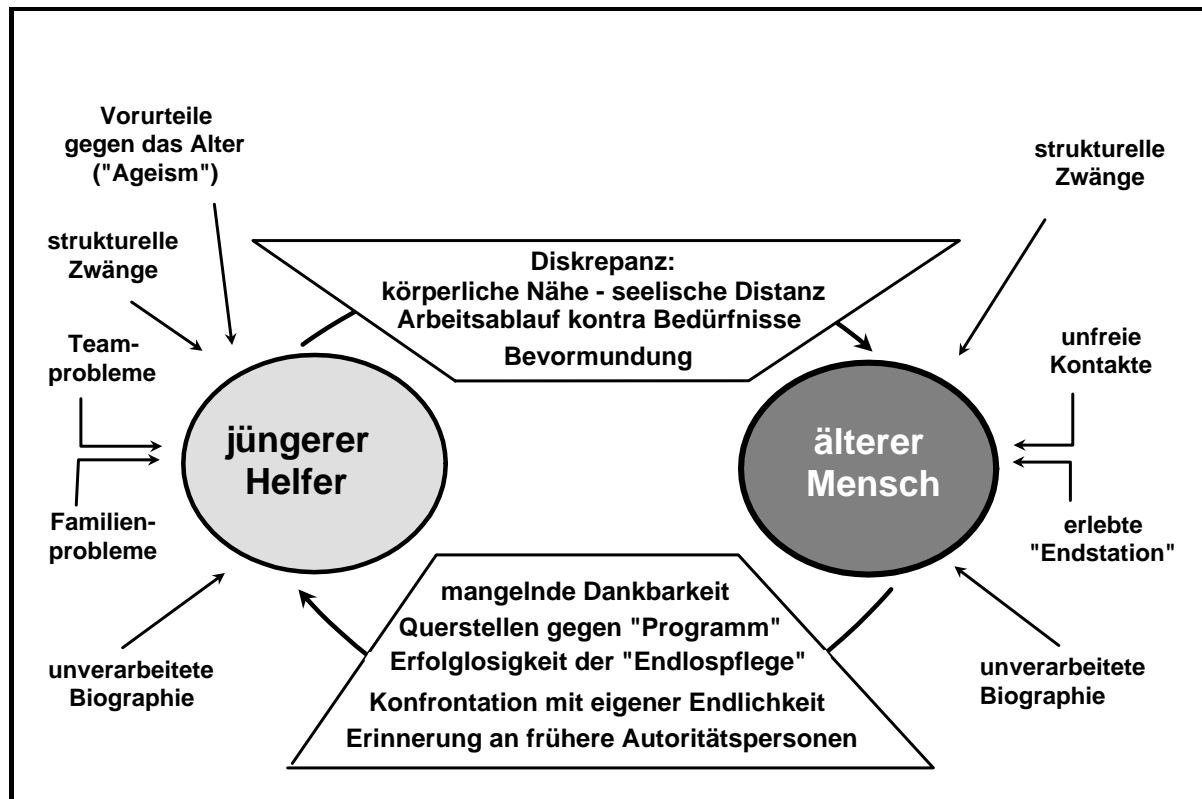 Vorurteile
gegen das Alter
("Ageism")
strukturelle
Zwänge
Team-
probleme
Familien-
probleme
unverarbeitete
Biographie
jüngerer
Helfer
Diskrepanz:
körperliche Nähe - seelische Distanz
Arbeitsablauf kontra Bedürfnisse
Bevormundung
mangelnde Dankbarkeit
Querstellen gegen "Programm"
Erfolglosigkeit der "Endlospflege"
Konfrontation mit eigener Endlichkeit
Erinnerung an frühere Autoritätspersonen
älterer
Mensch
strukturelle
Zwänge
unfreie
Kontakte
erlebte
"Endstation"
unverarbeitete
Biographie